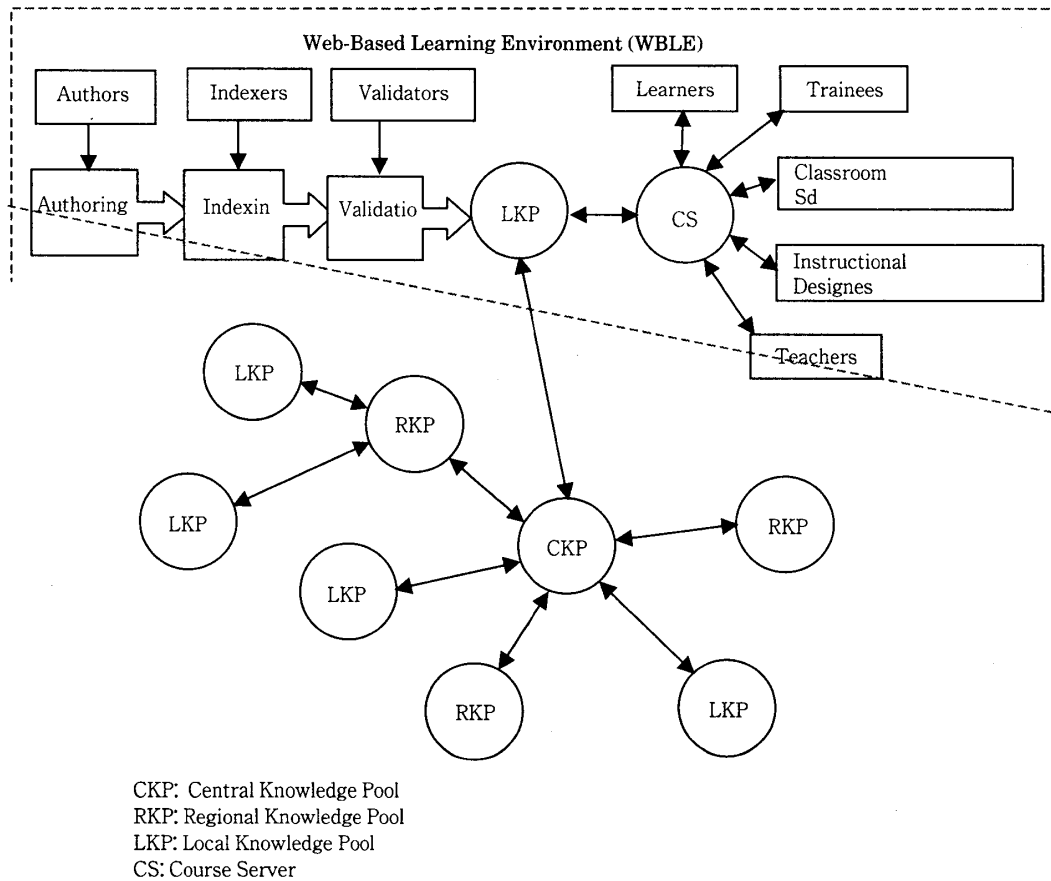 Web-Based Learning Environment (WBLE)
Authors
Indexers
Validators
Learners
Trainees
Authoring
Indexin
Validatio
LKP
CS
Classroom
Sd
Instructional
Designes
Teachers
LKP
RKP
LKP
CKP
RKP
LKP
RKP
LKP
CKP: Central Knowledge Pool
RKP: Regional Knowledge Pool
LKP: Local Knowledge Pool
CS: Course Server